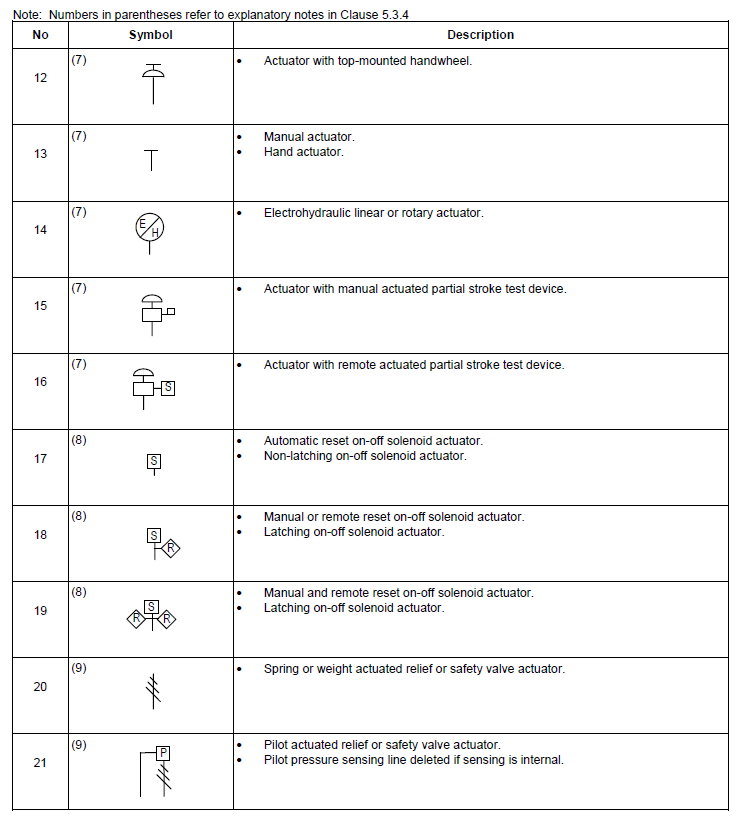 Note: Numbers in parentheses refer to explanatory notes in Clause 5.3.4
No Symbol Description
12 (7) • Actuator with top-mounted handwheel.
13 (7) • Manual actuator.
• Hand actuator.
14 (7) E H • Electrohydraulic linear or rotary actuator.
15 (7) • Actuator with manual actuated partial stroke test device.
16 (7) S • Actuator with remote actuated partial stroke test device.
17 (8) S • Automatic reset on-off solenoid actuator.
• Non-latching on-off solenoid actuator.
18 (8) S R • Manual or remote reset on-off solenoid actuator.
• Latching on-off solenoid actuator.
19 (8) R S R • Manual and remote reset on-off solenoid actuator.
• Latching on-off solenoid actuator.
20 (9) • Spring or weight actuated relief or safety valve actuator.
21 (9) P • Pilot actuated relief or safety valve actuator.
• Pilot pressure sensing line deleted if sensing is internal.